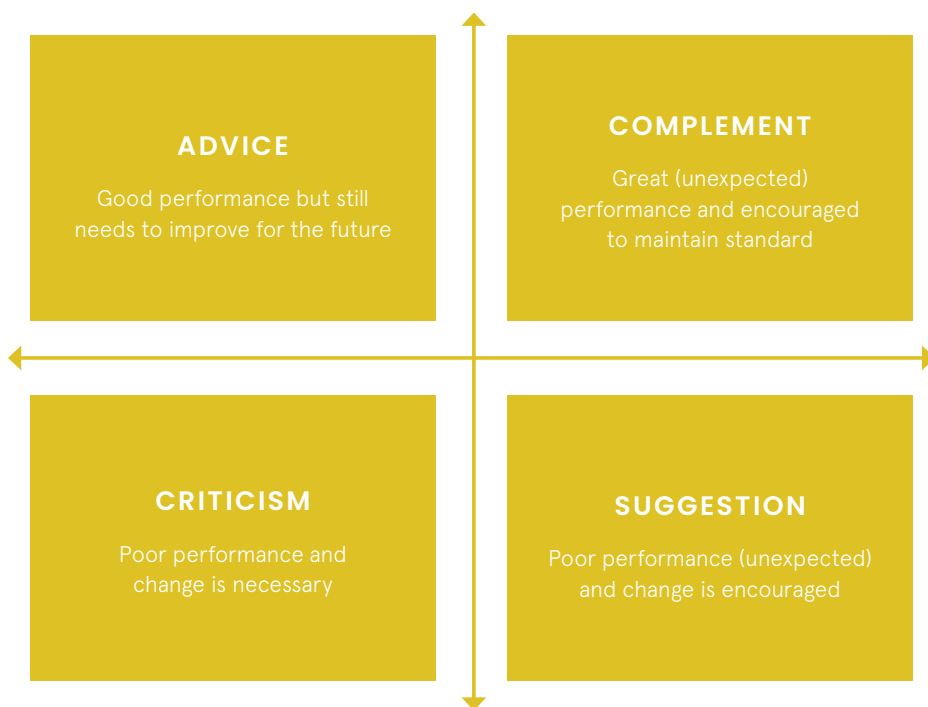 ADVICE
Good performance but still
needs to improve for the future
COMPLEMENT
Great (unexpected)
performance and encouraged
to maintain standard
CRITICISM
Poor performance and
change is necessary
SUGGESTION
Poor performance (unexpected)
and change is encouraged